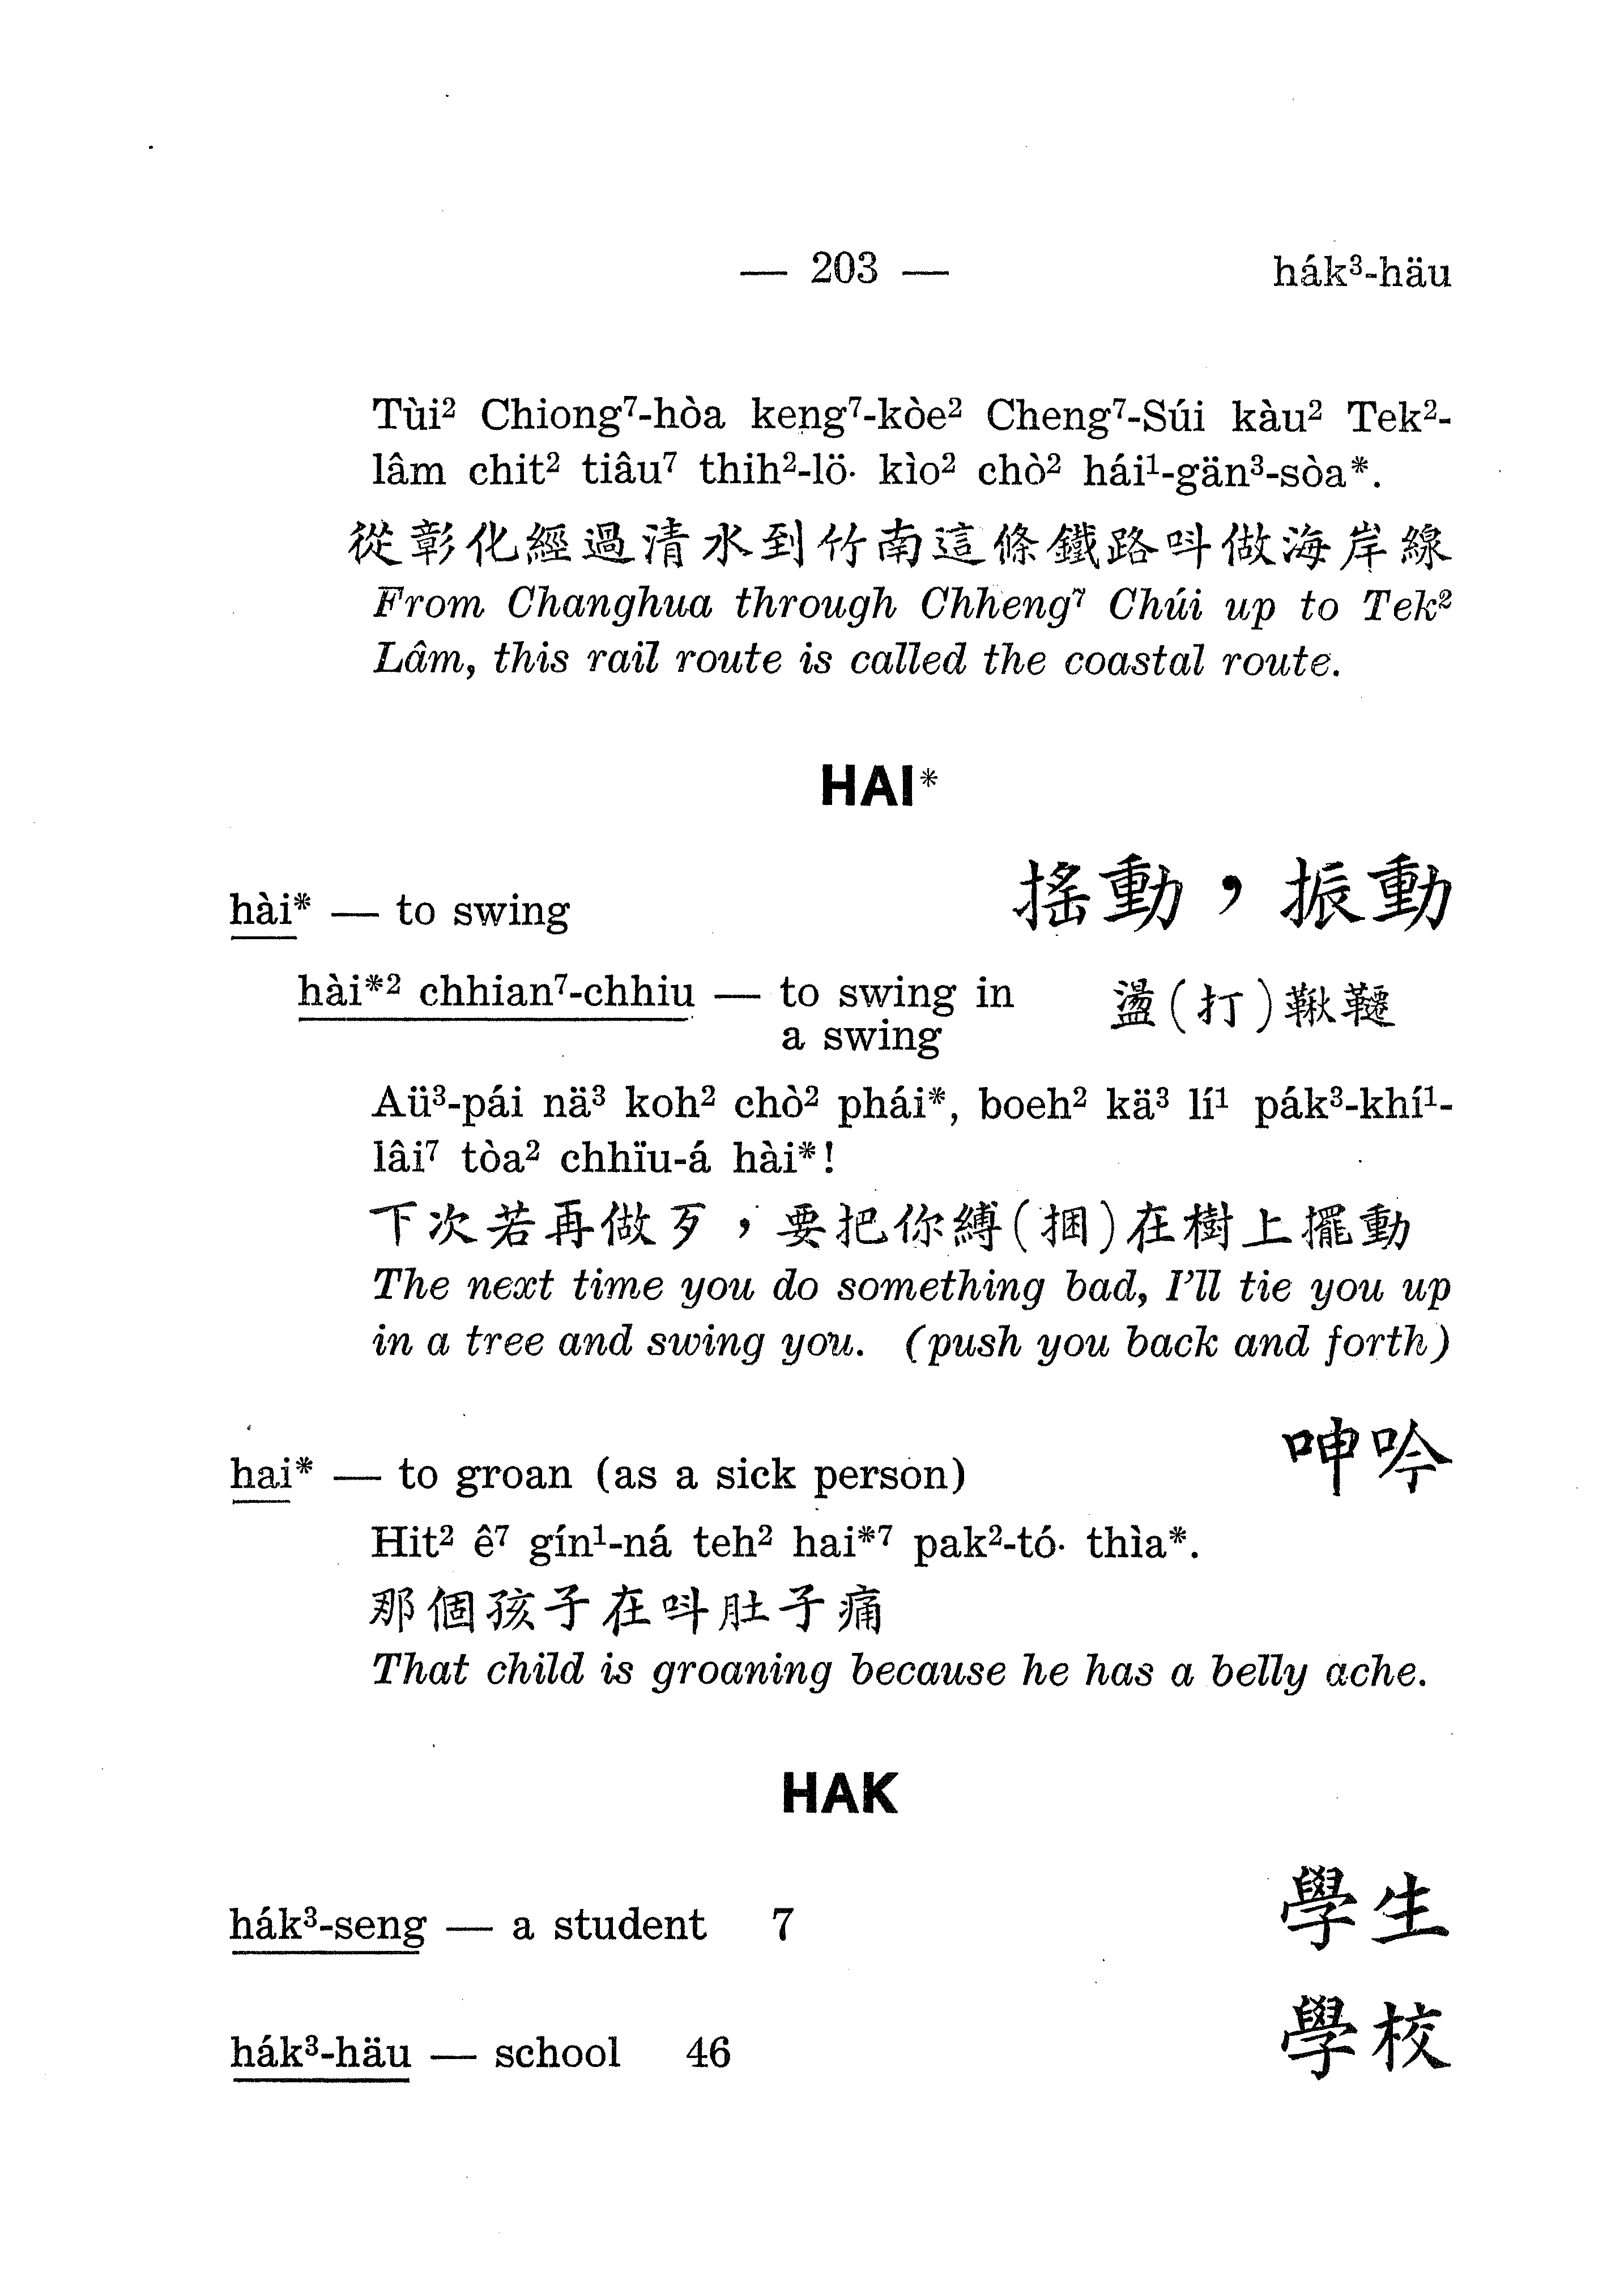 — 203 —
hák³-häu
Tùi² Chiong⁷-hòa keng⁷-kòe² Cheng⁷-Súi kàu² Tek²-
lâm chit² tiâu⁷ thih²-lö· kìo² chò² hái¹-gän³-sòa*.
從彰化經過清水到竹南這條鐵路叫做海岸線
From Changhua through Chheng⁷ Chúi up to Tek²
Lâm, this rail route is called the coastal route.
HAI*
hài* — to swing 搖動，振動
hài*² chhian⁷-chhiu — to swing in 盪(打)鞦韆
a swing
Aü³-pái nä³ koh² chò² phái*, boeh² kä³ lí¹ pák³-khí¹-
lâi⁷ tòa² chhïu-á hài*!
下次若再做歹，要把你縛(捆)在樹上擺動
The next time you do something bad, I'll tie you up
in a tree and swing you. (push you back and forth)
hai* — to groan (as a sick person) 呻吟
Hit² ê⁷ gín¹-ná teh² hai*⁷ pak²-tó· thìa*.
那個孩子在叫肚子痛
That child is groaning because he has a belly ache.
HAK
hák³-seng — a student 7 學生
hák³-häu — school 46 學校